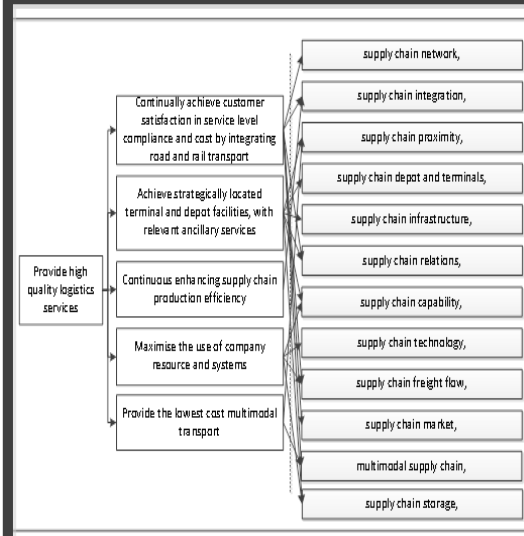 Provide high
quality logistics
services
Continually achieve customer
satisfaction in service level
compliance and cost by integrating
road and rail transport
Achieve strategically located
terminal and depot facilities, with
relevant ancillary services
Continuous enhancing supply chain
production efficiency
Maximise the use of company
resource and systems
Provide the lowest cost multimodal
transport
supply chain network,
supply chain integration,
supply chain proximity,
supply chain depot and terminals,
supply chain infrastructure,
supply chain relations,
supply chain capability,
supply chain technology,
supply chain freight flow,
supply chain market,
multimodal supply chain,
supply chain storage,